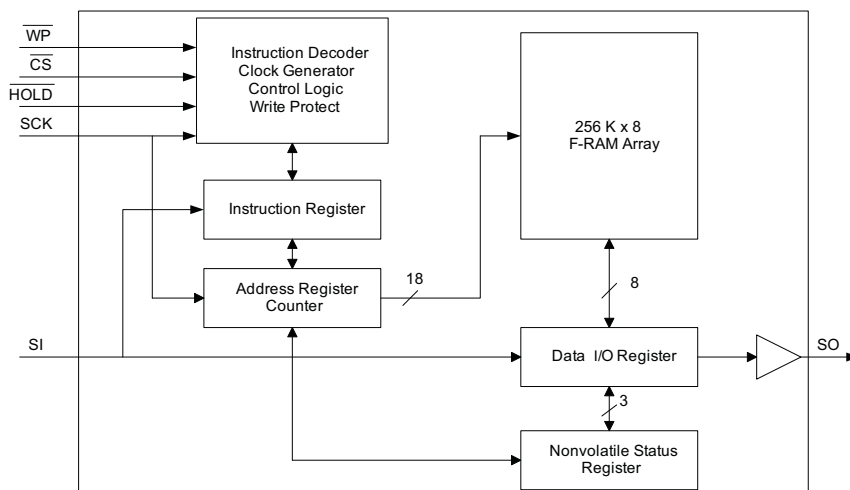 WP
CS
HOLD
SCK
Instruction Decoder
Clock Generator
Control Logic
Write Protect
256 K x 8
F-RAM Array
Instruction Register
Address Register
Counter
18
8
SI
Data I/O Register
SO
3
Nonvolatile Status
Register